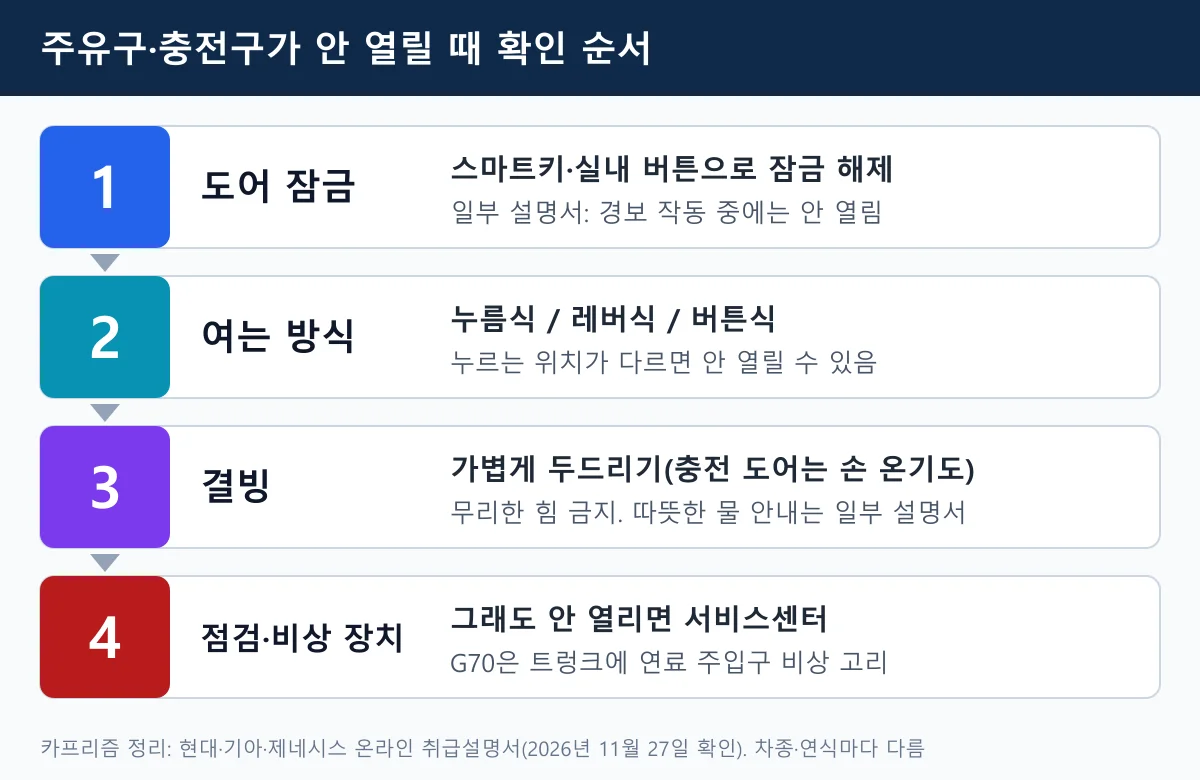 주유구·충전구가 안 열릴 때 확인 순서
1
도어 잠금
스마트키·실내 버튼으로 잠금 해제
일부 설명서: 경보 작동 중에는 안 열림
2
여는 방식
누름식 / 레버식 / 버튼식
누르는 위치가 다르면 안 열릴 수 있음
3
결빙
가볍게 두드리기(충전 도어는 손 온기도)
무리한 힘 금지. 따뜻한 물 안내는 일부 설명서
4
점검·비상 장치
그래도 안 열리면 서비스센터
G70은 트렁크에 연료 주입구 비상 고리
카프리즘 정리: 현대·기아·제네시스 온라인 취급설명서(2026년 11월 27일 확인). 차종·연식마다 다름